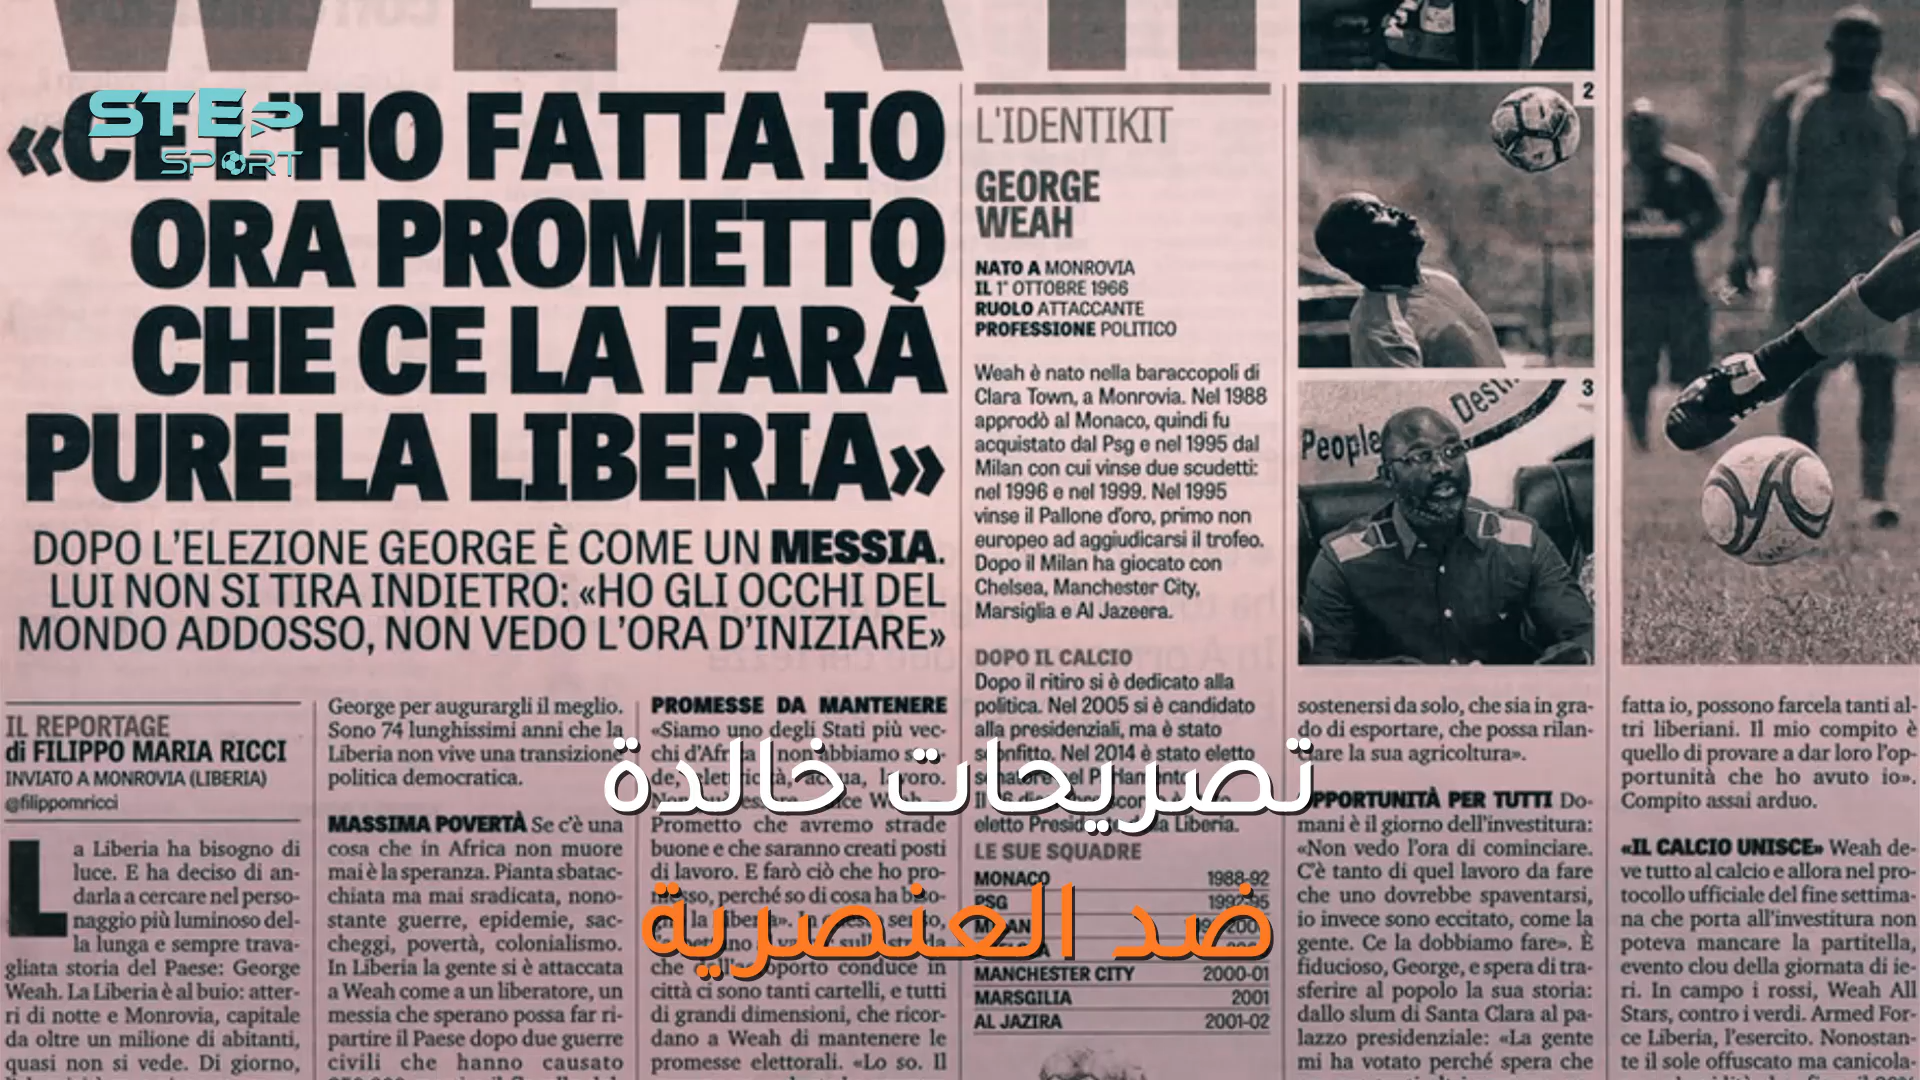 WEAH
STEP
SPORT
HO FATTA IO
ORA PROMETTO
CHE CE LA FARÀ
PURE LA LIBERIA»
DOPO L'ELEZIONE GEORGE È COME UN MESSIA.
LUI NON SI TIRA INDIETRO: «HO GLI OCCHI DEL
MONDO ADDOSSO, NON VEDO L'ORA D'INIZIARE»
IL REPORTAGE
di FILIPPO MARIA RICCI
INVIATO A MONROVIA (LIBERIA)
@filippomricci
La Liberia ha bisogno di
luce. E ha deciso di an-
darla a cercare nel perso-
naggio più luminoso del-
la lunga e sempre trava-
gliata storia del Paese: George
Weah. La Liberia è al buio: atter-
ri di notte e Monrovia, capitale
da oltre un milione di abitanti,
quasi non si vede. Di giorno,
George per augurargli il meglio.
Sono 74 lunghissimi anni che la
Liberia non vive una transizione
politica democratica.
MASSIMA POVERTÀ Se c'è una
cosa che in Africa non muore
mai è la speranza. Pianta sbatac-
chiata ma mai sradicata, nono-
stante guerre, epidemie, sac-
cheggi, povertà, colonialismo.
In Liberia la gente si è attaccata
a Weah come a un liberatore, un
messia che sperano possa far ri-
partire il Paese dopo due guerre
civili che hanno causato
PROMESSE DA MANTENERE
«Siamo uno degli Stati più vec-
chi d'Africa
Prometto che avremo strade
buone e che saranno creati posti
di lavoro. E farò ciò che ho pro-
messo, perché so di cosa ha biso-
che dall'aeroporto conduce in
città ci sono tanti cartelli, e tutti
di grandi dimensioni, che ricor-
dano a Weah di mantenere le
promesse elettorali. «Lo so. Il
L'IDENTIKIT
GEORGE
WEAH
NATO A MONROVIA
IL 1° OTTOBRE 1966
RUOLO ATTACCANTE
PROFESSIONE POLITICO
Weah è nato nella baraccopoli di
Clara Town, a Monrovia. Nel 1988
approdò al Monaco, quindi fu
acquistato dal Psg e nel 1995 dal
Milan con cui vinse due scudetti:
nel 1996 e nel 1999. Nel 1995
vinse il Pallone d'oro, primo non
europeo ad aggiudicarsi il trofeo.
Dopo il Milan ha giocato con
Chelsea, Manchester City,
Marsiglia e Al Jazeera.
DOPO IL CALCIO
Dopo il ritiro si è dedicato alla
politica. Nel 2005 si è candidato
alla presidenziali, ma è stato
sconfitto. Nel 2014 è stato eletto
eletto Liberia.
LE SUE SQUADRE
MONACO 1988-92
PSG 1992-95
MILAN
MANCHESTER CITY 2000-01
MARSGILIA 2001
AL JAZIRA 2001-02
2
3
People
sostenersi da solo, che sia in gra-
do di esportare, che possa rilan-
ciare la sua agricoltura».
OPPORTUNITÀ PER TUTTI Do-
mani è il giorno dell'investitura:
«Non vedo l'ora di cominciare.
C'è tanto di quel lavoro da fare
che uno dovrebbe spaventarsi,
io invece sono eccitato, come la
gente. Ce la dobbiamo fare». È
fiducioso, George, e spera di tra-
sferire al popolo la sua storia:
dallo slum di Santa Clara al pa-
lazzo presidenziale: «La gente
mi ha votato perché spera che
fatta io, possono farcela tanti al-
tri liberiani. Il mio compito è
quello di provare a dar loro l'op-
portunità che ho avuto io».
Compito assai arduo.
«IL CALCIO UNISCE» Weah de-
ve tutto al calcio e allora nel pro-
tocollo ufficiale del fine settima-
na che porta all'investitura non
poteva mancare la partitella,
evento clou della giornata di ie-
ri. In campo i rossi, Weah All
Stars, contro i verdi. Armed For-
ce Liberia, l'esercito. Nonostan-
te il sole offuscato ma canicola-
تصريحات خالدة
ضد العنصرية